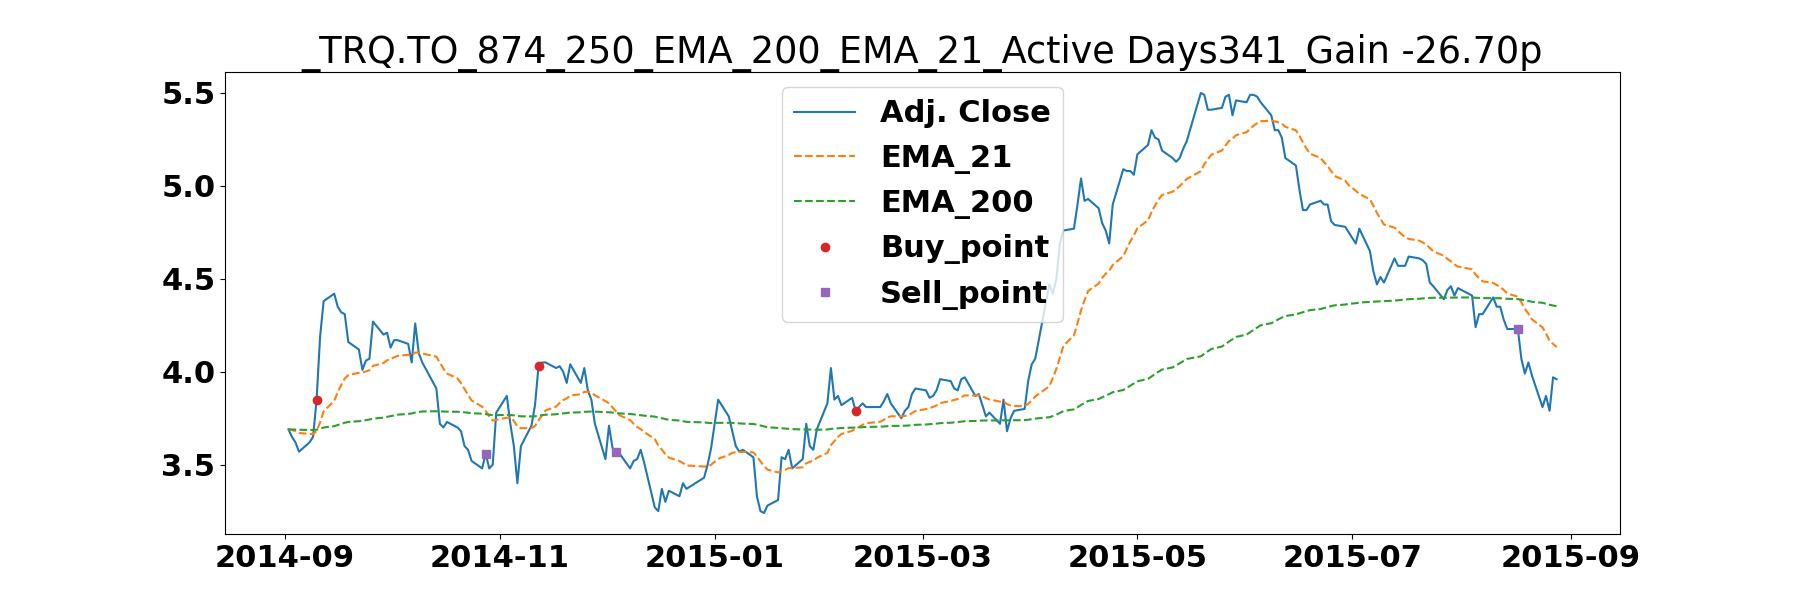 _TRQ.TO_874_250_EMA_200_EMA_21_Active Days341_Gain -26.70p
5.5
5.0
4.5
4.0
3.5
Adj. Close
EMA_21
EMA_200
Buy_point
Sell_point
2014-09 2014-11 2015-01 2015-03 2015-05 2015-07 2015-09